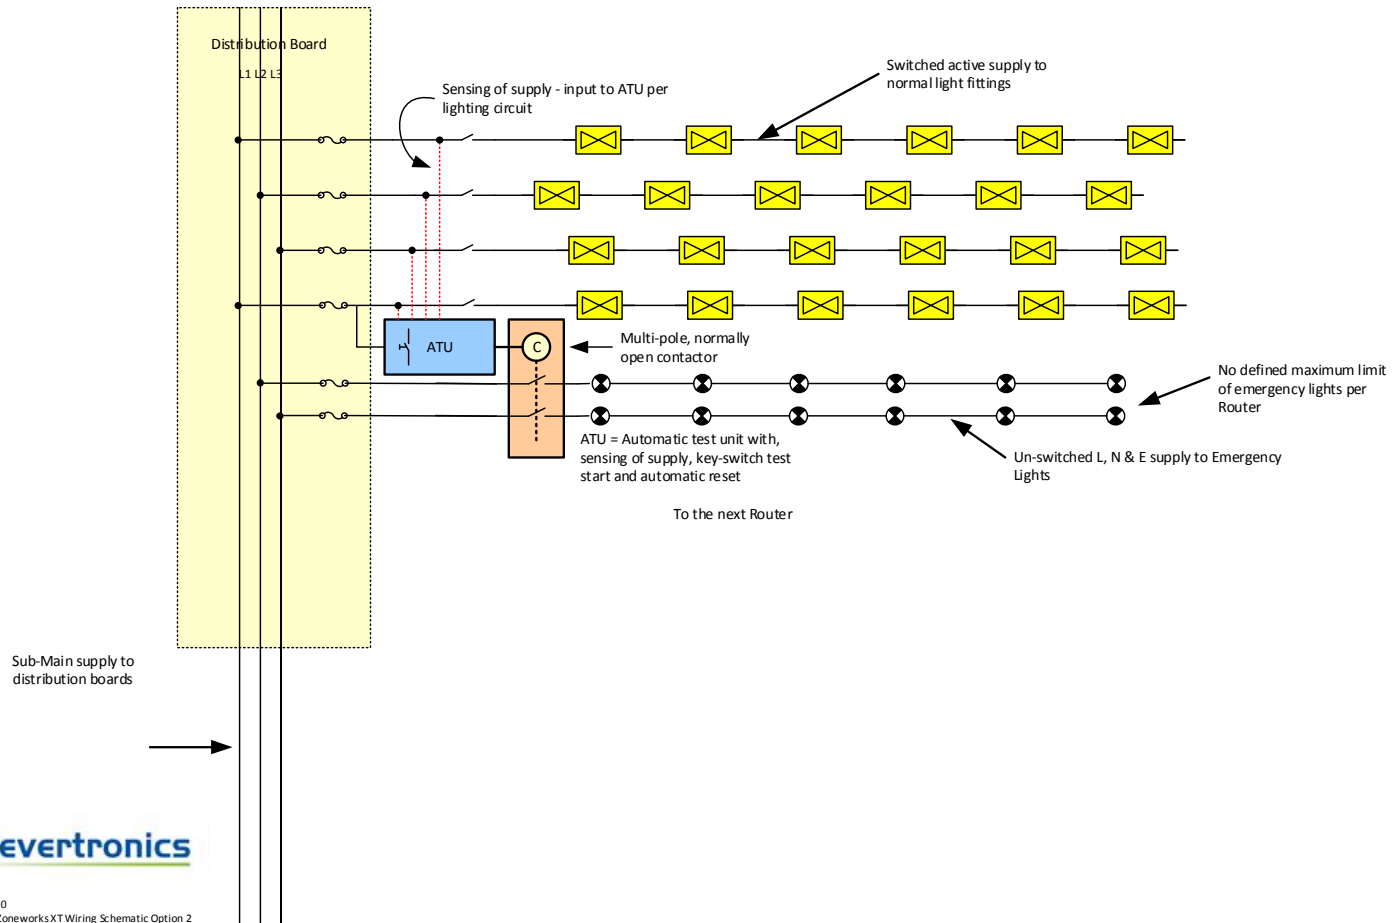 Distribution Board
L1 L2 L3
Sensing of supply - input to ATU per
lighting circuit
Switched active supply to
normal light fittings
ATU
C
Multi-pole, normally
open contactor
No defined maximum limit
of emergency lights per
Router
ATU = Automatic test unit with,
sensing of supply, key-switch test
start and automatic reset
Un-switched L, N & E supply to Emergency
Lights
To the next Router
Sub-Main supply to
distribution boards
evertronics
0
Zoneworks XT Wiring Schematic Option 2